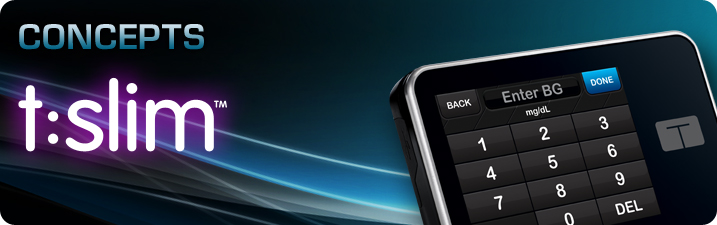 CONCEPTS
t:slim™
BACK
Enter BG
DONE
mg/dL
1 2 3
4 5 6
7 8 9
0 DEL
T